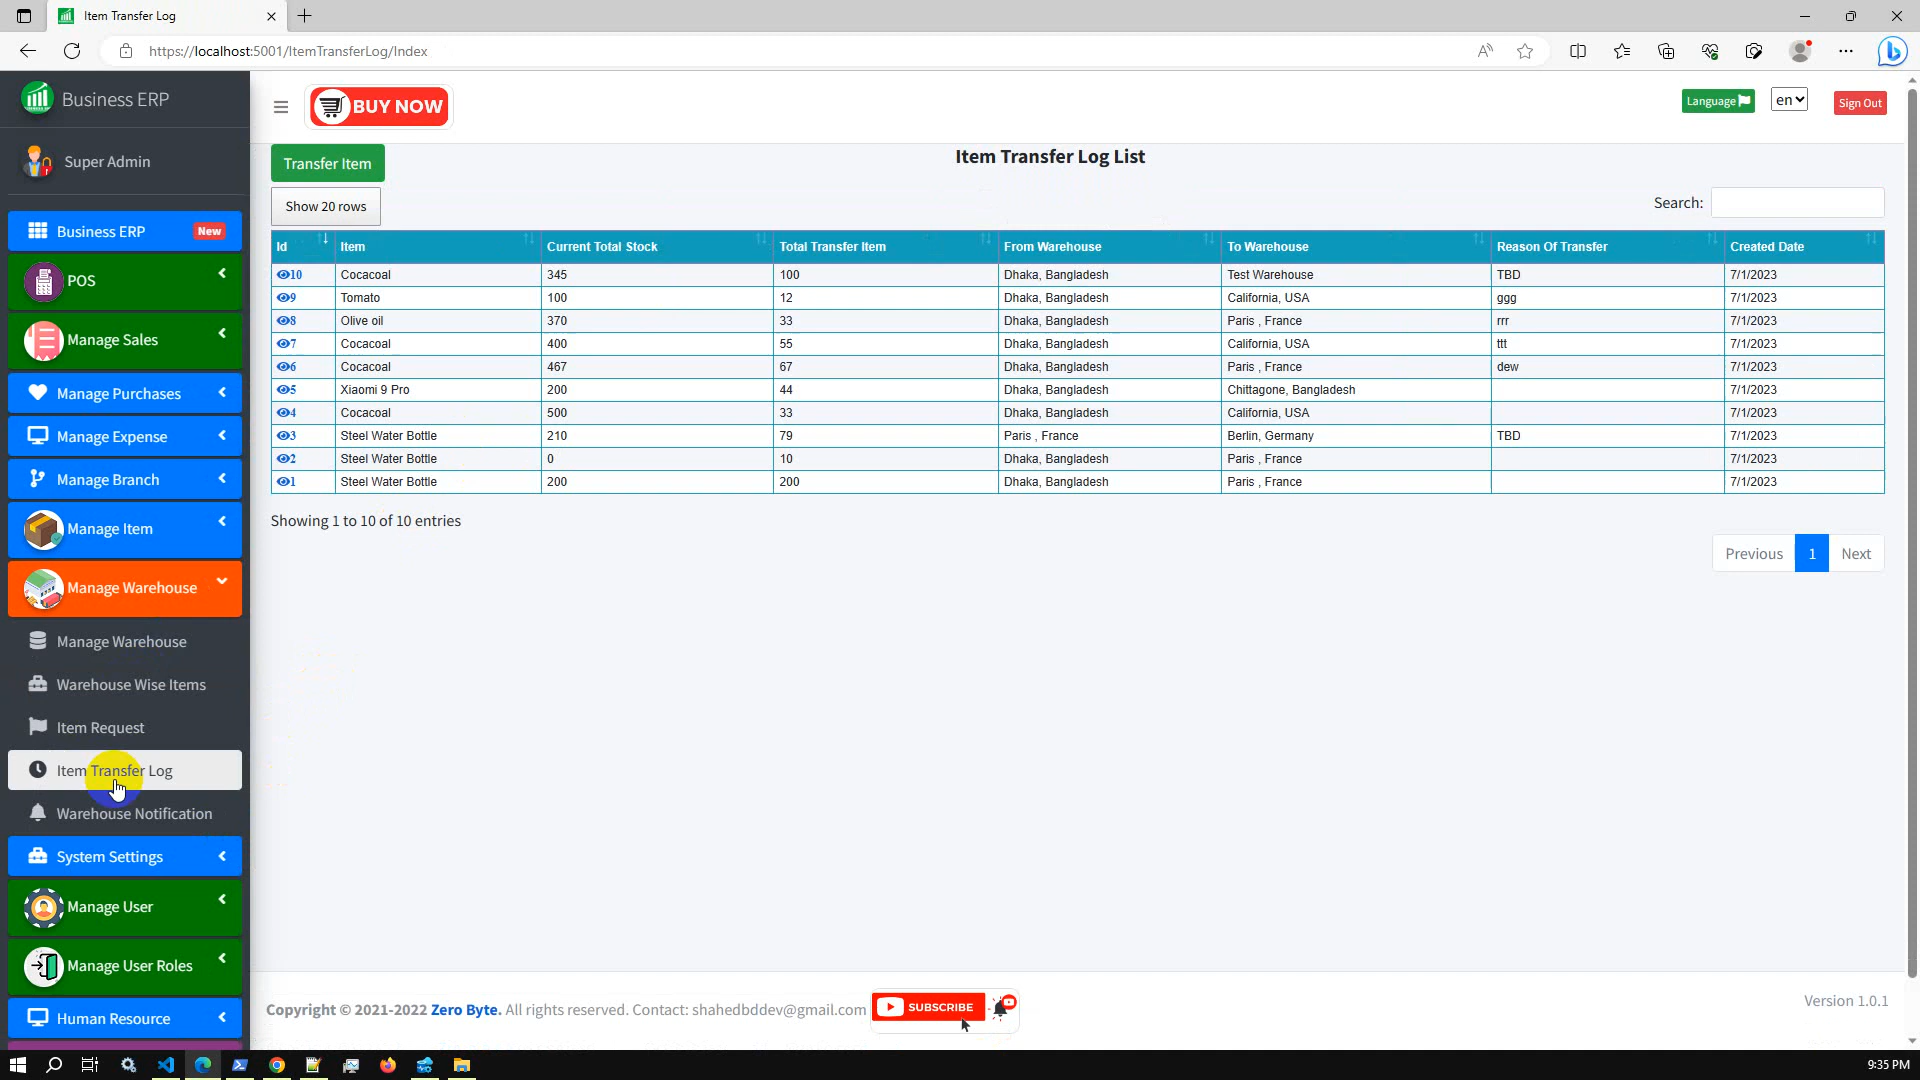 Item Transfer Log
https://localhost:5001/ItemTransferLog/Index
Business ERP
BUY NOW
Language
en
Sign Out
Super Admin
Transfer Item
Item Transfer Log List
Show 20 rows
Search:
Business ERP New
POS
Manage Sales
Manage Purchases
Manage Expense
Manage Branch
Manage Item
Manage Warehouse
Manage Warehouse
Warehouse Wise Items
Item Request
Item Transfer Log
Warehouse Notification
System Settings
Manage User
Manage User Roles
Human Resource
Id Item Current Total Stock Total Transfer Item From Warehouse To Warehouse Reason Of Transfer Created Date
10 Cocacoal 345 100 Dhaka, Bangladesh Test Warehouse TBD 7/1/2023
9 Tomato 100 12 Dhaka, Bangladesh California, USA ggg 7/1/2023
8 Olive oil 370 33 Dhaka, Bangladesh Paris , France rrr 7/1/2023
7 Cocacoal 400 55 Dhaka, Bangladesh California, USA ttt 7/1/2023
6 Cocacoal 467 67 Dhaka, Bangladesh Paris , France dew 7/1/2023
5 Xiaomi 9 Pro 200 44 Dhaka, Bangladesh Chittagone, Bangladesh 7/1/2023
4 Cocacoal 500 33 Dhaka, Bangladesh California, USA 7/1/2023
3 Steel Water Bottle 210 79 Paris , France Berlin, Germany TBD 7/1/2023
2 Steel Water Bottle 0 10 Dhaka, Bangladesh Paris , France 7/1/2023
1 Steel Water Bottle 200 200 Dhaka, Bangladesh Paris , France 7/1/2023
Showing 1 to 10 of 10 entries
Previous 1 Next
Copyright © 2021-2022 Zero Byte. All rights reserved. Contact: shahedbddev@gmail.com
SUBSCRIBE
Version 1.0.1
9:35 PM